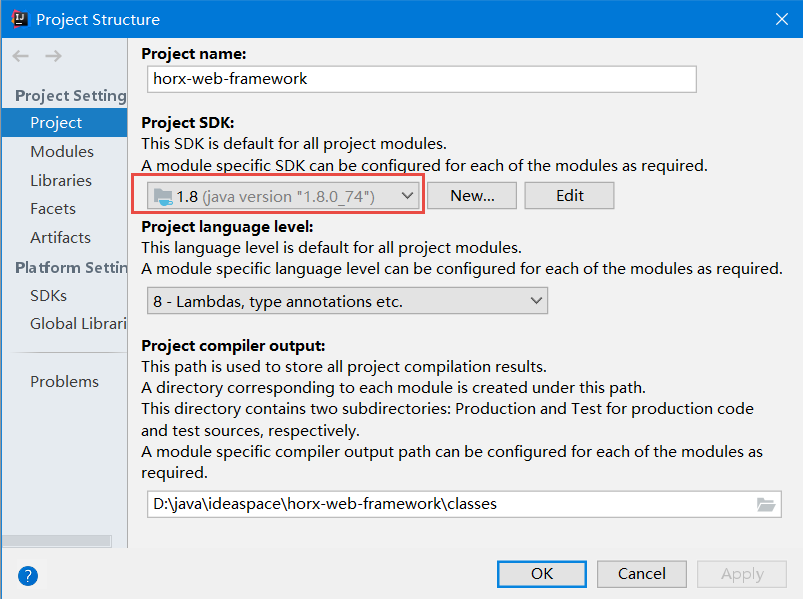 Project Structure
Project Setting
Project
Modules
Libraries
Facets
Artifacts
Platform Settin
SDKs
Global Librari
Problems
Project name:
horx-web-framework
Project SDK:
This SDK is default for all project modules.
A module specific SDK can be configured for each of the modules as required.
1.8 (java version "1.8.0_74")
New...
Edit
Project language level:
This language level is default for all project modules.
A module specific language level can be configured for each of the modules as required.
8 - Lambdas, type annotations etc.
Project compiler output:
This path is used to store all project compilation results.
A directory corresponding to each module is created under this path.
This directory contains two subdirectories: Production and Test for production code
and test sources, respectively.
A module specific compiler output path can be configured for each of the modules as
required.
D:\java\ideaspace\horx-web-framework\classes
?
OK
Cancel
Apply